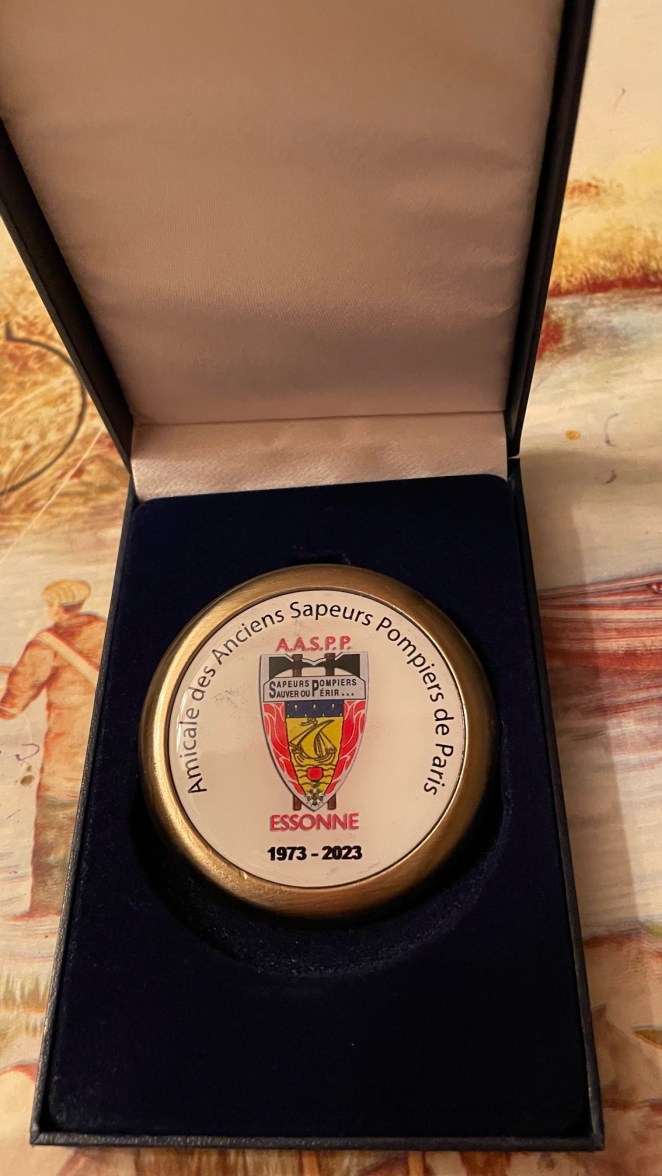 Amicale des Anciens Sapeurs Pompiers de Paris
A.A.S.P.P.
SAPEURS POMPIERS
SAUVER OU PÉRIR...
ESSONNE
1973 - 2023